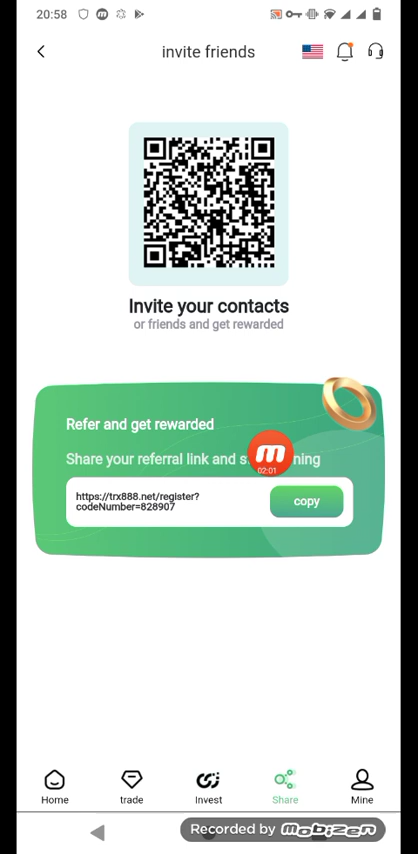 20:58
invite friends
Invite your contacts
or friends and get rewarded
Refer and get rewarded
Share your referral link and
02:01
https://trx888.net/register?
codeNumber=828907
copy
Home
trade
Invest
Share
Mine
Recorded by mobizen